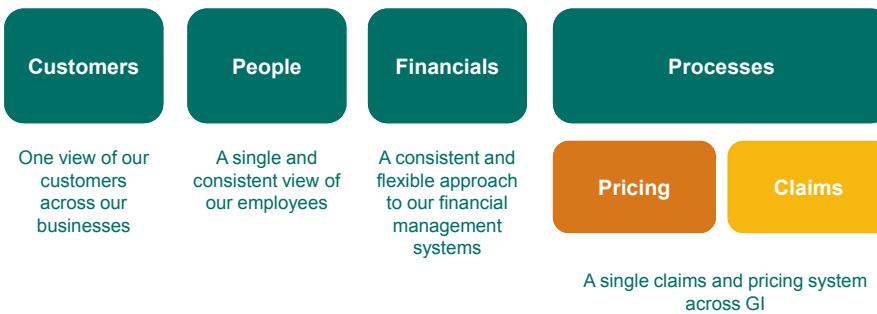 Customers
People
Financials
Processes
One view of our
customers
across our
businesses
A single and
consistent view of
our employees
A consistent and
flexible approach
to our financial
management
systems
Pricing
Claims
A single claims and pricing system
across GI